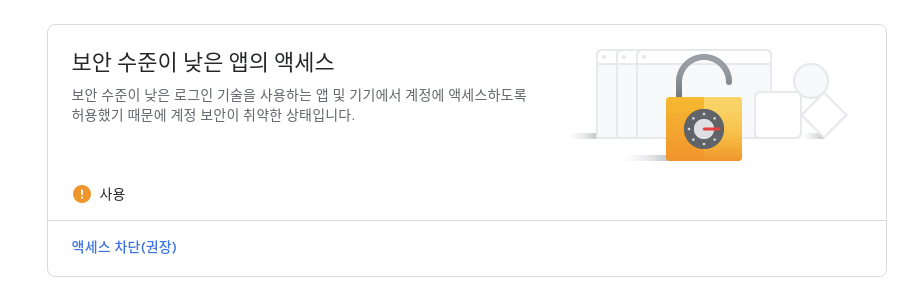 보안 수준이 낮은 앱의 액세스
보안 수준이 낮은 로그인 기술을 사용하는 앱 및 기기에서 계정에 액세스하도록
허용했기 때문에 계정 보안이 취약한 상태입니다.
사용
액세스 차단(권장)